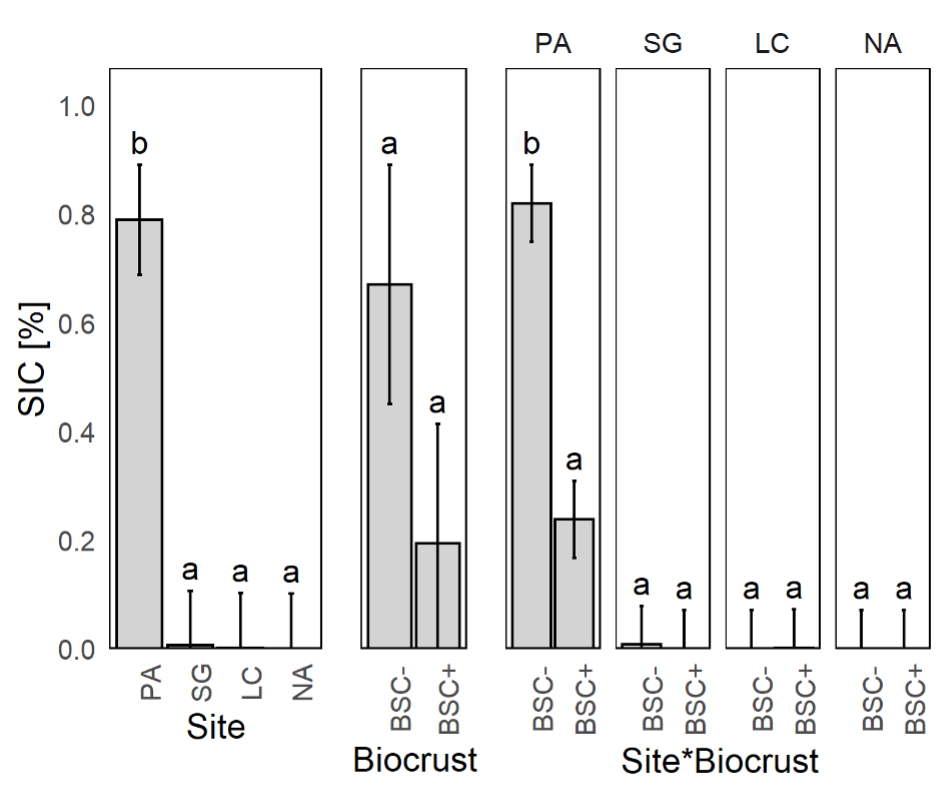 PA SG LC NA
1.0
0.8
0.6
0.4
0.2
0.0
SIC [%]
b a a a
a a
b a a a a a a a
PA SG LC NA
BSC- BSC+
BSC- BSC+ BSC- BSC+ BSC- BSC+ BSC- BSC+
Site
Biocrust
Site*Biocrust